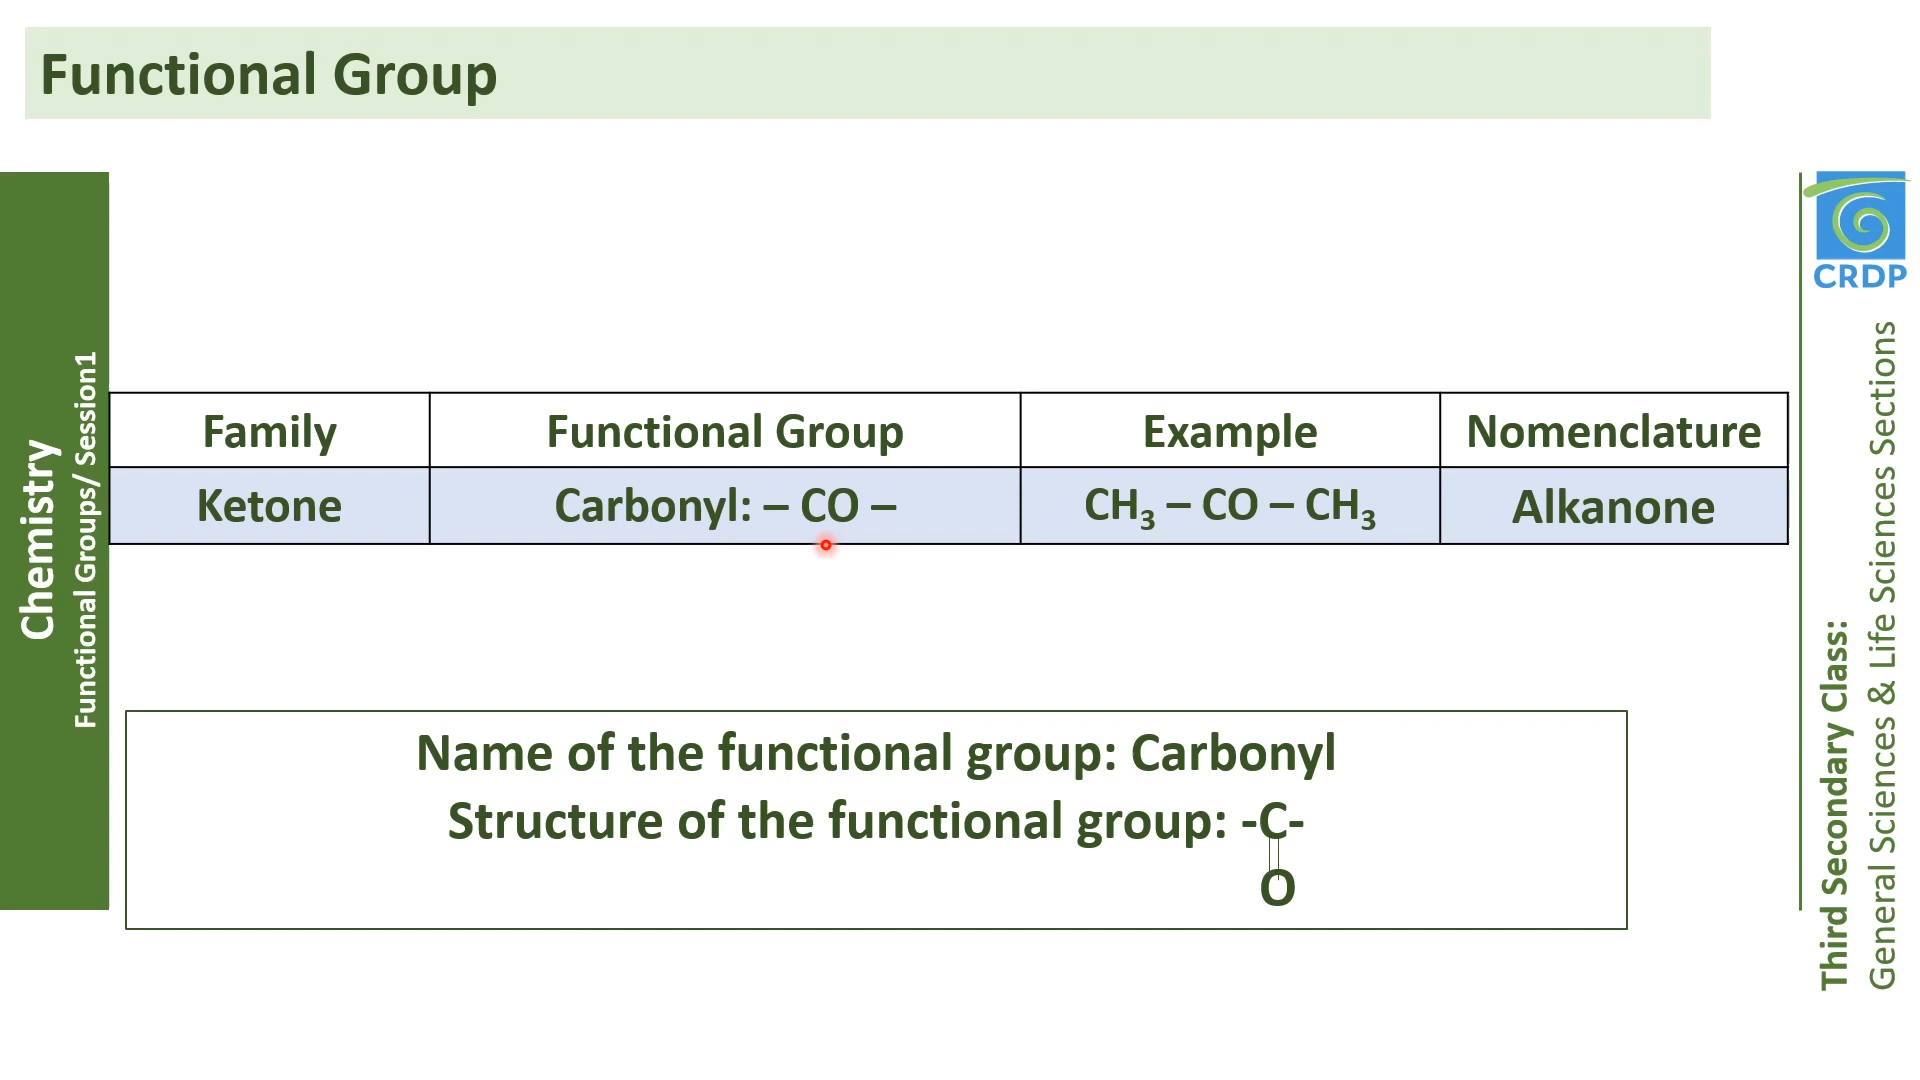 Functional Group
Chemistry
Functional Groups/ Session1
Family Functional Group Example Nomenclature
Ketone Carbonyl: – CO – CH₃ – CO – CH₃ Alkanone
Name of the functional group: Carbonyl
Structure of the functional group: -C-
O
CRDP
Third Secondary Class:
General Sciences & Life Sciences Sections